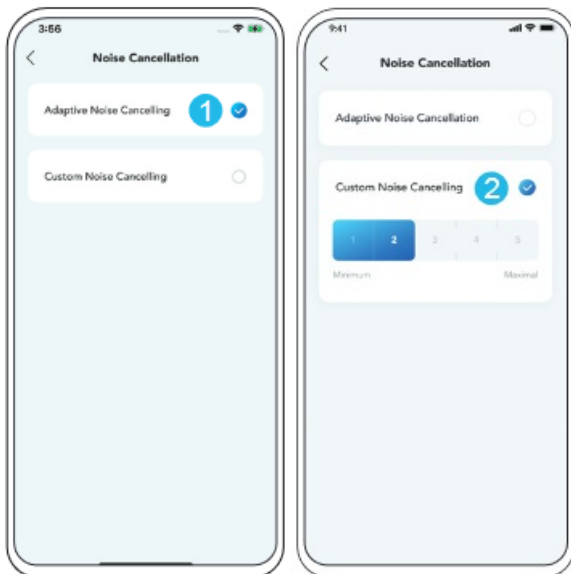 3:56
Noise Cancellation
Adaptive Noise Cancelling 1
Custom Noise Cancelling
9:41
Noise Cancellation
Adaptive Noise Cancellation
Custom Noise Cancelling 2
1 2 3 4 5
Minimum Maximal